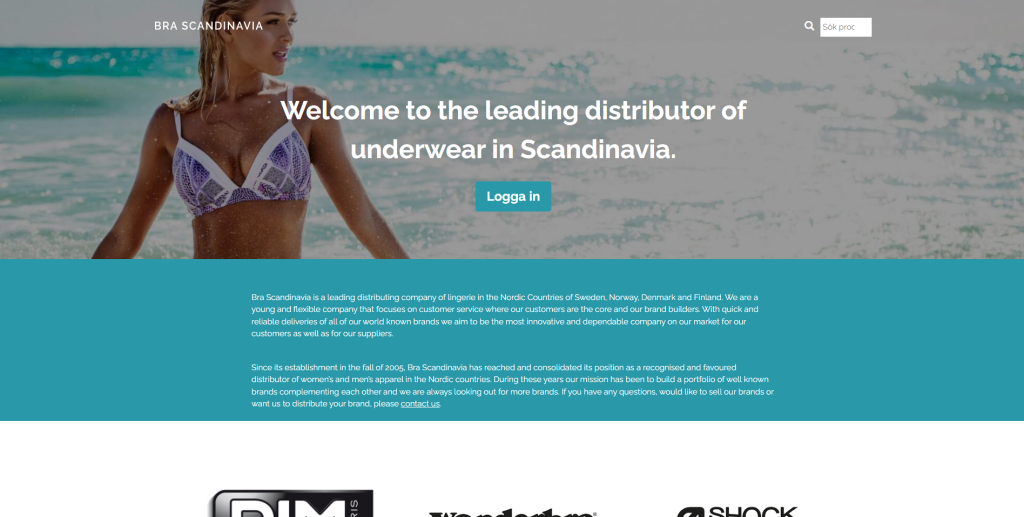 BRA SCANDINAVIA
Sök proc
Welcome to the leading distributor of
underwear in Scandinavia.
Logga in
Bra Scandinavia is a leading distributing company of lingerie in the Nordic Countries of Sweden, Norway, Denmark and Finland. We are a
young and flexible company that focuses on customer service where our customers are the core and our brand builders. With quick and
reliable deliveries of all of our world known brands we aim to be the most innovative and dependable company on our market for our
customers as well as for our suppliers.
Since its establishment in the fall of 2005, Bra Scandinavia has reached and consolidated its position as a recognised and favoured
distributor of women's and men's apparel in the Nordic countries. During these years our mission has been to build a portfolio of well known
brands complementing each other and we are always looking out for more brands. If you have any questions, would like to sell our brands or
want us to distribute your brand, please contact us.
DIM
Wonderbra
SHOCK